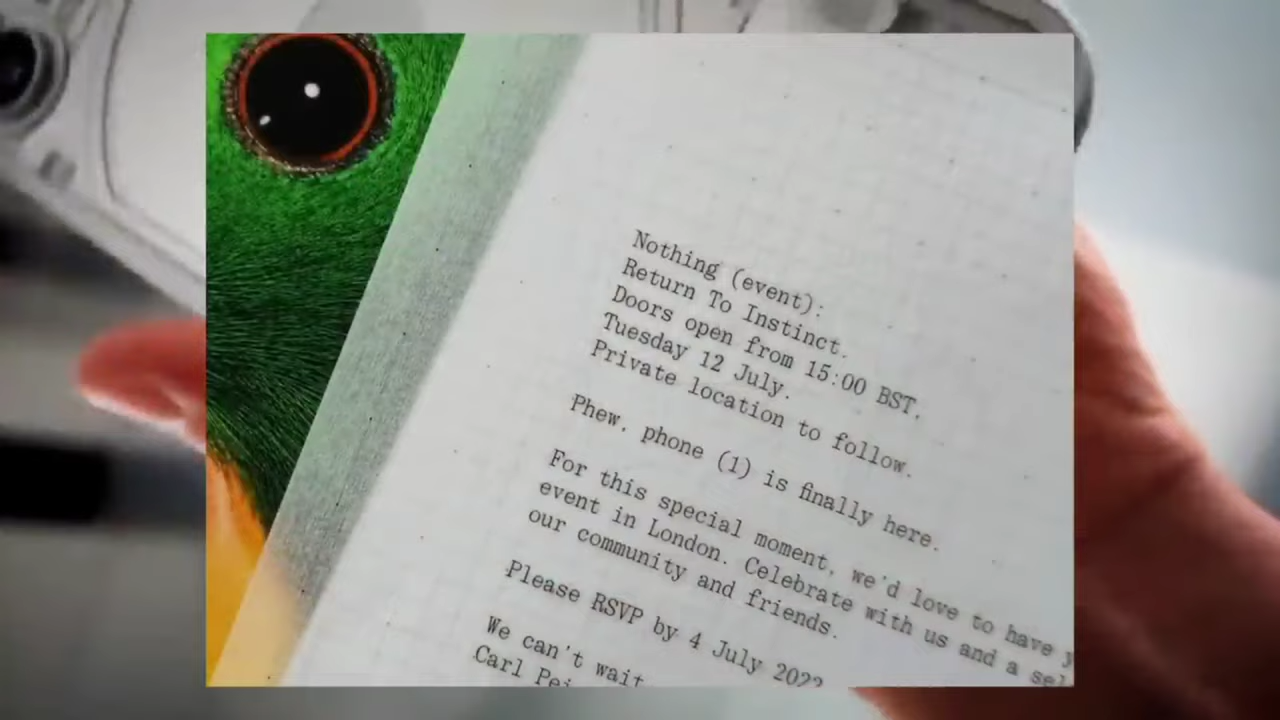 Nothing (event):
Return To Instinct.
Doors open from 15:00 BST.
Tuesday 12 July.
Private location to follow.
Phew, phone (1) is finally here.
For this special moment, we'd love to have
event in London. Celebrate with us and a
our community and friends.
Please RSVP by 4 July 2022
We can't wait
Carl